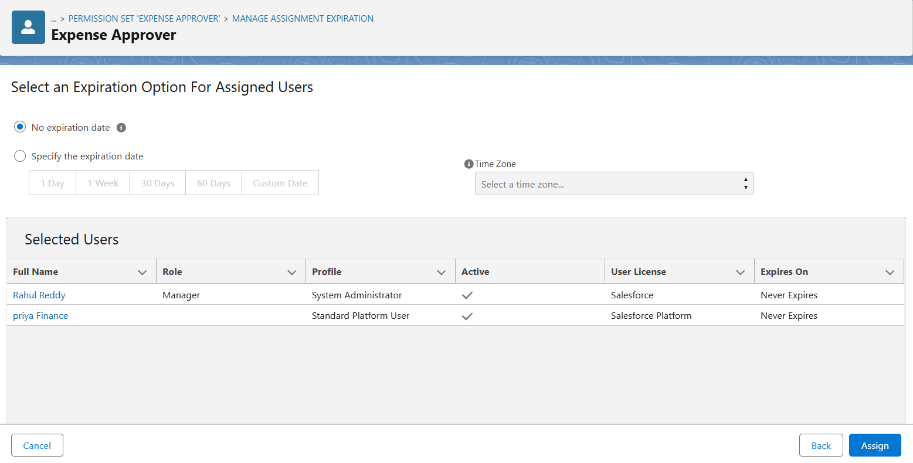 ... > PERMISSION SET 'EXPENSE APPROVER' > MANAGE ASSIGNMENT EXPIRATION
Expense Approver
Select an Expiration Option For Assigned Users
No expiration date
Specify the expiration date
1 Day 1 Week 30 Days 60 Days Custom Date
Time Zone
Select a time zone...
Selected Users
Full Name Role Profile Active User License Expires On
Rahul Reddy Manager System Administrator Salesforce Never Expires
priya Finance Standard Platform User Salesforce Platform Never Expires
Cancel Back Assign